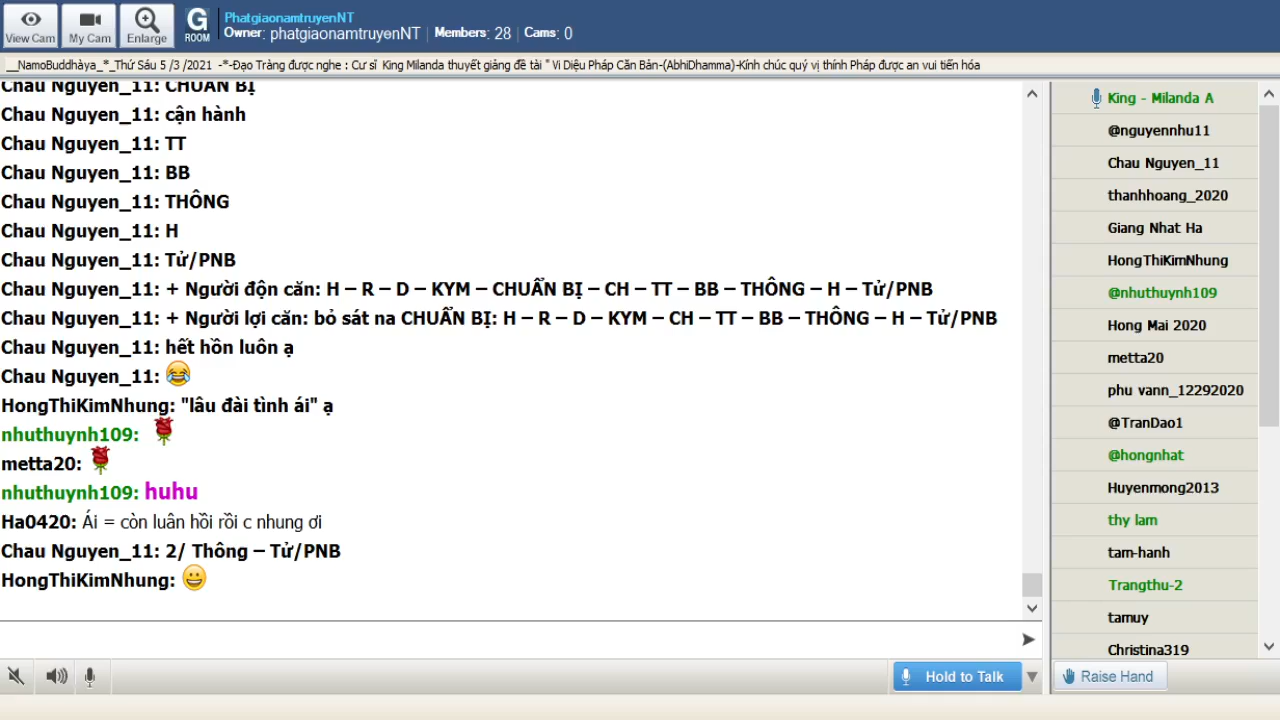 View Cam
My Cam
Enlarge
G
ROOM
PhatgiaonamtruyenNT
Owner: phatgiaonamtruyenNT | Members: 28 | Cams: 0
__NamoBuddhàya_*_Thứ Sáu 5 /3 /2021 -*-Đạo Tràng được nghe : Cư sĩ King Milanda thuyết giảng đề tài " Vi Diệu Pháp Căn Bản-(AbhiDhamma)-Kính chúc quý vị thính Pháp được an vui tiến hóa
Chau Nguyen_11: CHUẨN BỊ
Chau Nguyen_11: cận hành
Chau Nguyen_11: TT
Chau Nguyen_11: BB
Chau Nguyen_11: THÔNG
Chau Nguyen_11: H
Chau Nguyen_11: Tử/PNB
Chau Nguyen_11: + Người độn căn: H – R – D – KYM – CHUẨN BỊ – CH – TT – BB – THÔNG – H – Tử/PNB
Chau Nguyen_11: + Người lợi căn: bỏ sát na CHUẨN BỊ: H – R – D – KYM – CH – TT – BB – THÔNG – H – Tử/PNB
Chau Nguyen_11: hết hồn luôn ạ
Chau Nguyen_11:
HongThiKimNhung: "lâu đài tình ái" ạ
nhuthuynh109:
metta20:
nhuthuynh109: huhu
Ha0420: Ái = còn luân hồi rồi c nhung ơi
Chau Nguyen_11: 2/ Thông – Tử/PNB
HongThiKimNhung:
King - Milanda A
@nguyennhu11
Chau Nguyen_11
thanhhoang_2020
Giang Nhat Ha
HongThiKimNhung
@nhuthuynh109
Hong Mai 2020
metta20
phu vann_12292020
@TranDao1
@hongnhat
Huyenmong2013
thy lam
tam-hanh
Trangthu-2
tamuy
Christina319
Hold to Talk
Raise Hand